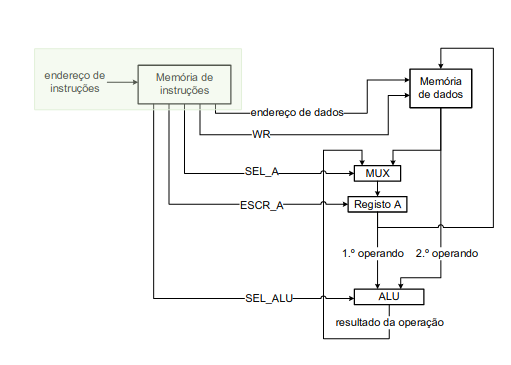 endereço de
instruções
Memória de
instruções
Memória
de dados
endereço de dados
WR
SEL_A
MUX
ESCR_A
Registo A
1.º operando
2.º operando
SEL_ALU
ALU
resultado da operação